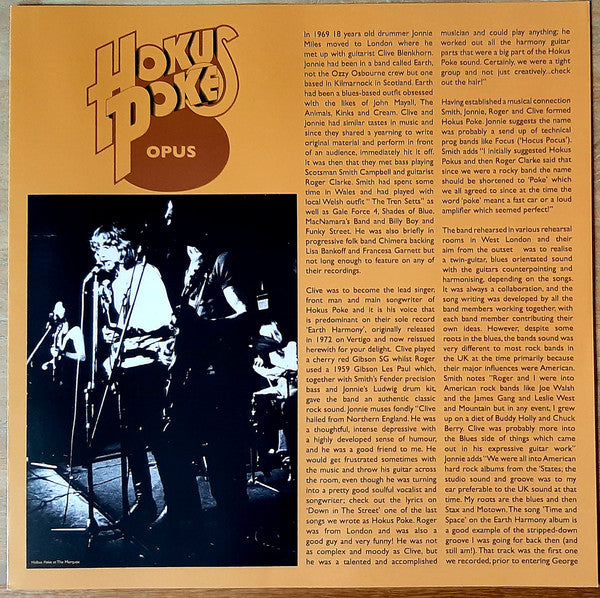 HOKUS
POKE
OPUS
In 1969 18 years old drummer Jonnie
Miles moved to London where he
met up with guitarist Clive Blenkhorn.
Jonnie had been in a band called Earth,
not the Ozzy Osbourne crew but one
based in Kilmarnock in Scotland. Earth
had been a blues-based outfit obsessed
with the likes of John Mayall, The
Animals, Kinks and Cream. Clive and
Jonnie had similar tastes in music and
since they shared a yearning to write
original material and perform in front
of an audience, immediately hit it off.
It was then that they met bass playing
Scotsman Smith Campbell and guitarist
Roger Clarke. Smith had spent some
time in Wales and had played with
local Welsh outfit " The Tren Setta" as
well as Gale Force 4, Shades of Blue,
MacNamara's Band and Billy Boy and
Funky Street. He was also briefly in
progressive folk band Chimera backing
Lisa Bankoff and Francesa Garnett but
not long enough to feature on any of
their recordings.
Clive was to become the lead singer,
front man and main songwriter of
Hokus Poke and it is his voice that
is predominant on their sole record
'Earth Harmony', originally released
in 1972 on Vertigo and now reissued
herewith for your delight. Clive played
a cherry red Gibson SG whilst Roger
used a 1959 Gibson Les Paul which,
together with Smith's Fender precision
bass and Jonnie's Ludwig drum kit,
gave the band an authentic classic
rock sound. Jonnie muses fondly "Clive
hailed from Northern England. He was
a thoughtful, intense depressive with
a highly developed sense of humour,
and he was a good friend to me. He
would get frustrated sometimes with
the music and throw his guitar across
the room, even though he was turning
into a pretty good soulful vocalist and
songwriter; check out the lyrics on
'Down in The Street' one of the last
songs we wrote as Hokus Poke. Roger
was from London and was also a
good guy and very funny! He was not
as complex and moody as Clive, but
he was a talented and accomplished
musician and could play anything; he
worked out all the harmony guitar
parts that were a big part of the Hokus
Poke sound. Certainly, we were a tight
group and not just creatively...check
out the hair!"
Having established a musical connection
Smith, Jonnie, Roger and Clive formed
Hokus Poke. Jonnie suggests the name
was probably a send up of technical
prog bands like Focus ('Hocus Pocus').
Smith adds "I initially suggested Hokus
Pokus and then Roger Clarke said that
since we were a rocky band the name
should be shortened to 'Poke' which
we all agreed to since at the time the
word 'poke' meant a fast car or a loud
amplifier which seemed perfect!"
The band rehearsed in various rehearsal
rooms in West London and their
aim from the outset was to realise
a twin-guitar, blues orientated sound
with the guitars counterpointing and
harmonising, depending on the songs.
It was always a collaboration, and the
song writing was developed by all the
band members working together, with
each band member contributing their
own ideas. However, despite some
roots in the blues, the bands sound was
very different to most rock bands in
the UK at the time primarily because
their major influences were American.
Smith notes "Roger and I were into
American rock bands like Joe Walsh
and the James Gang and Leslie West
and Mountain but in any event, I grew
up on a diet of Buddy Holly and Chuck
Berry. Clive was probably more into
the Blues side of things which came
out in his expressive guitar work"
Jonnie adds "We were all into American
hard rock albums from the 'States; the
studio sound and groove was to my
ear preferable to the UK sound at that
time. My roots are the blues and then
Stax and Motown. The song 'Time and
Space' on the Earth Harmony album is
a good example of the stripped-down
groove I was going for back then (and
still am!). That track was the first one
we recorded, prior to entering George
Hokus Poke at The Marquee